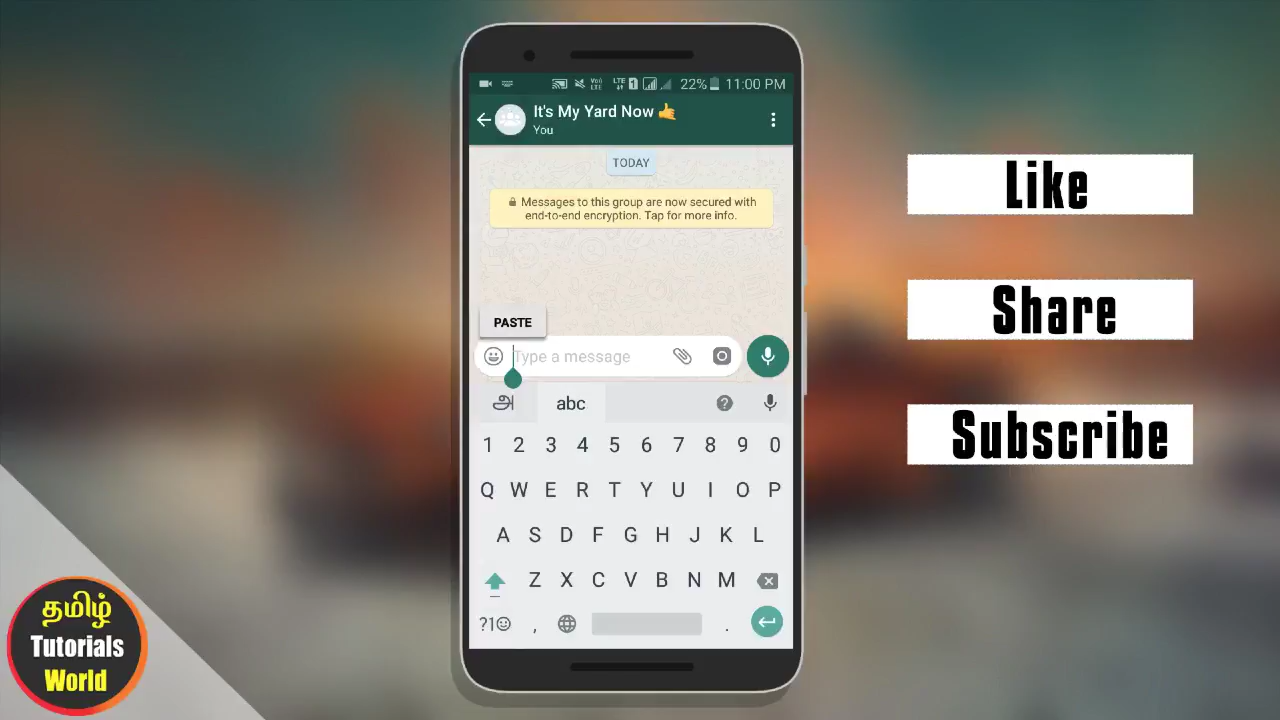 22% 11:00 PM
It's My Yard Now 🤙
You
TODAY
Messages to this group are now secured with
end-to-end encryption. Tap for more info.
PASTE
Type a message
அ abc
1 2 3 4 5 6 7 8 9 0
Q W E R T Y U I O P
A S D F G H J K L
Z X C V B N M
?1☺ , .
Like
Share
Subscribe
தமிழ்
Tutorials
World